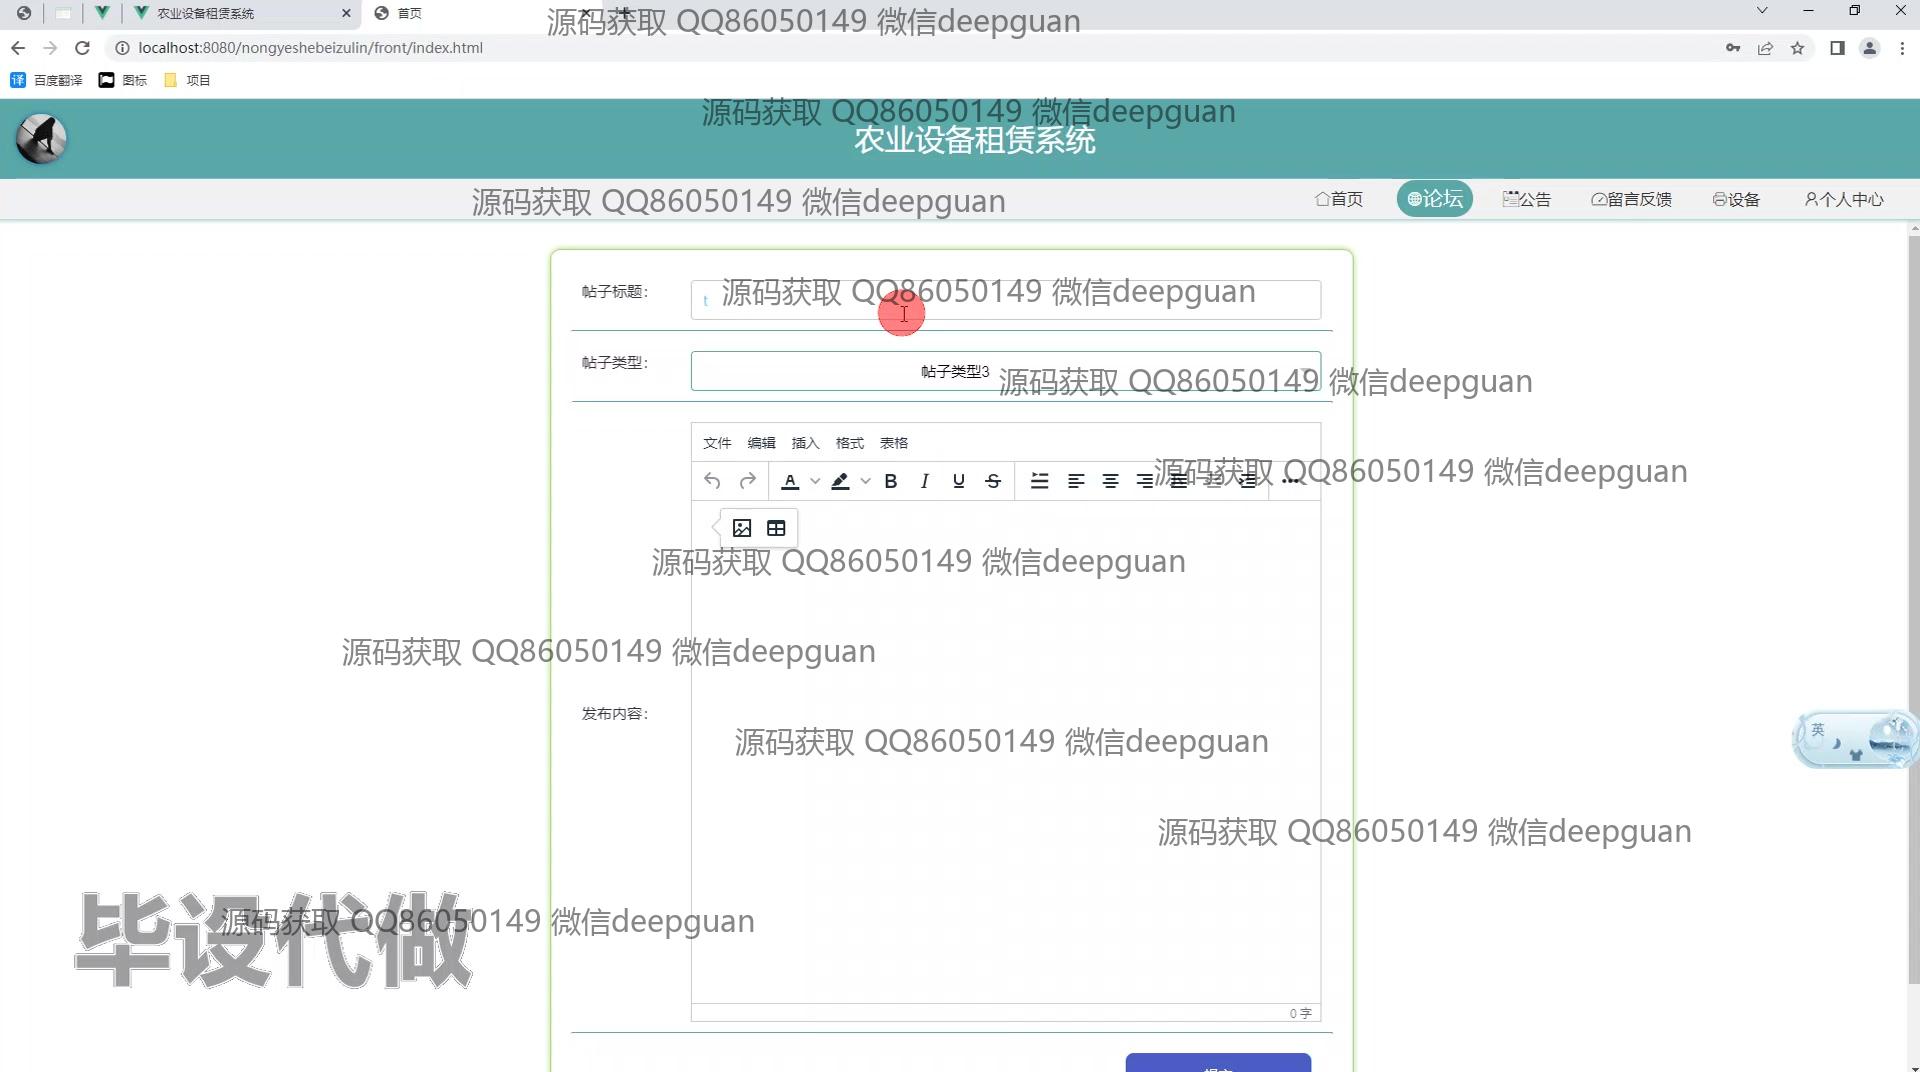 农业设备租赁系统
首页
源码获取 QQ86050149 微信deepguan
localhost:8080/nongyeshebeizulin/front/index.html
译 百度翻译 图标 项目
源码获取 QQ86050149 微信deepguan
农业设备租赁系统
源码获取 QQ86050149 微信deepguan
首页 论坛 公告 留言反馈 设备 个人中心
帖子标题：
t
源码获取 QQ86050149 微信deepguan
帖子类型：
帖子类型3
源码获取 QQ86050149 微信deepguan
文件 编辑 插入 格式 表格
A B I U S
源码获取 QQ86050149 微信deepguan
源码获取 QQ86050149 微信deepguan
源码获取 QQ86050149 微信deepguan
发布内容：
英
源码获取 QQ86050149 微信deepguan
源码获取 QQ86050149 微信deepguan
毕设代做
源码获取 QQ86050149 微信deepguan
0 字